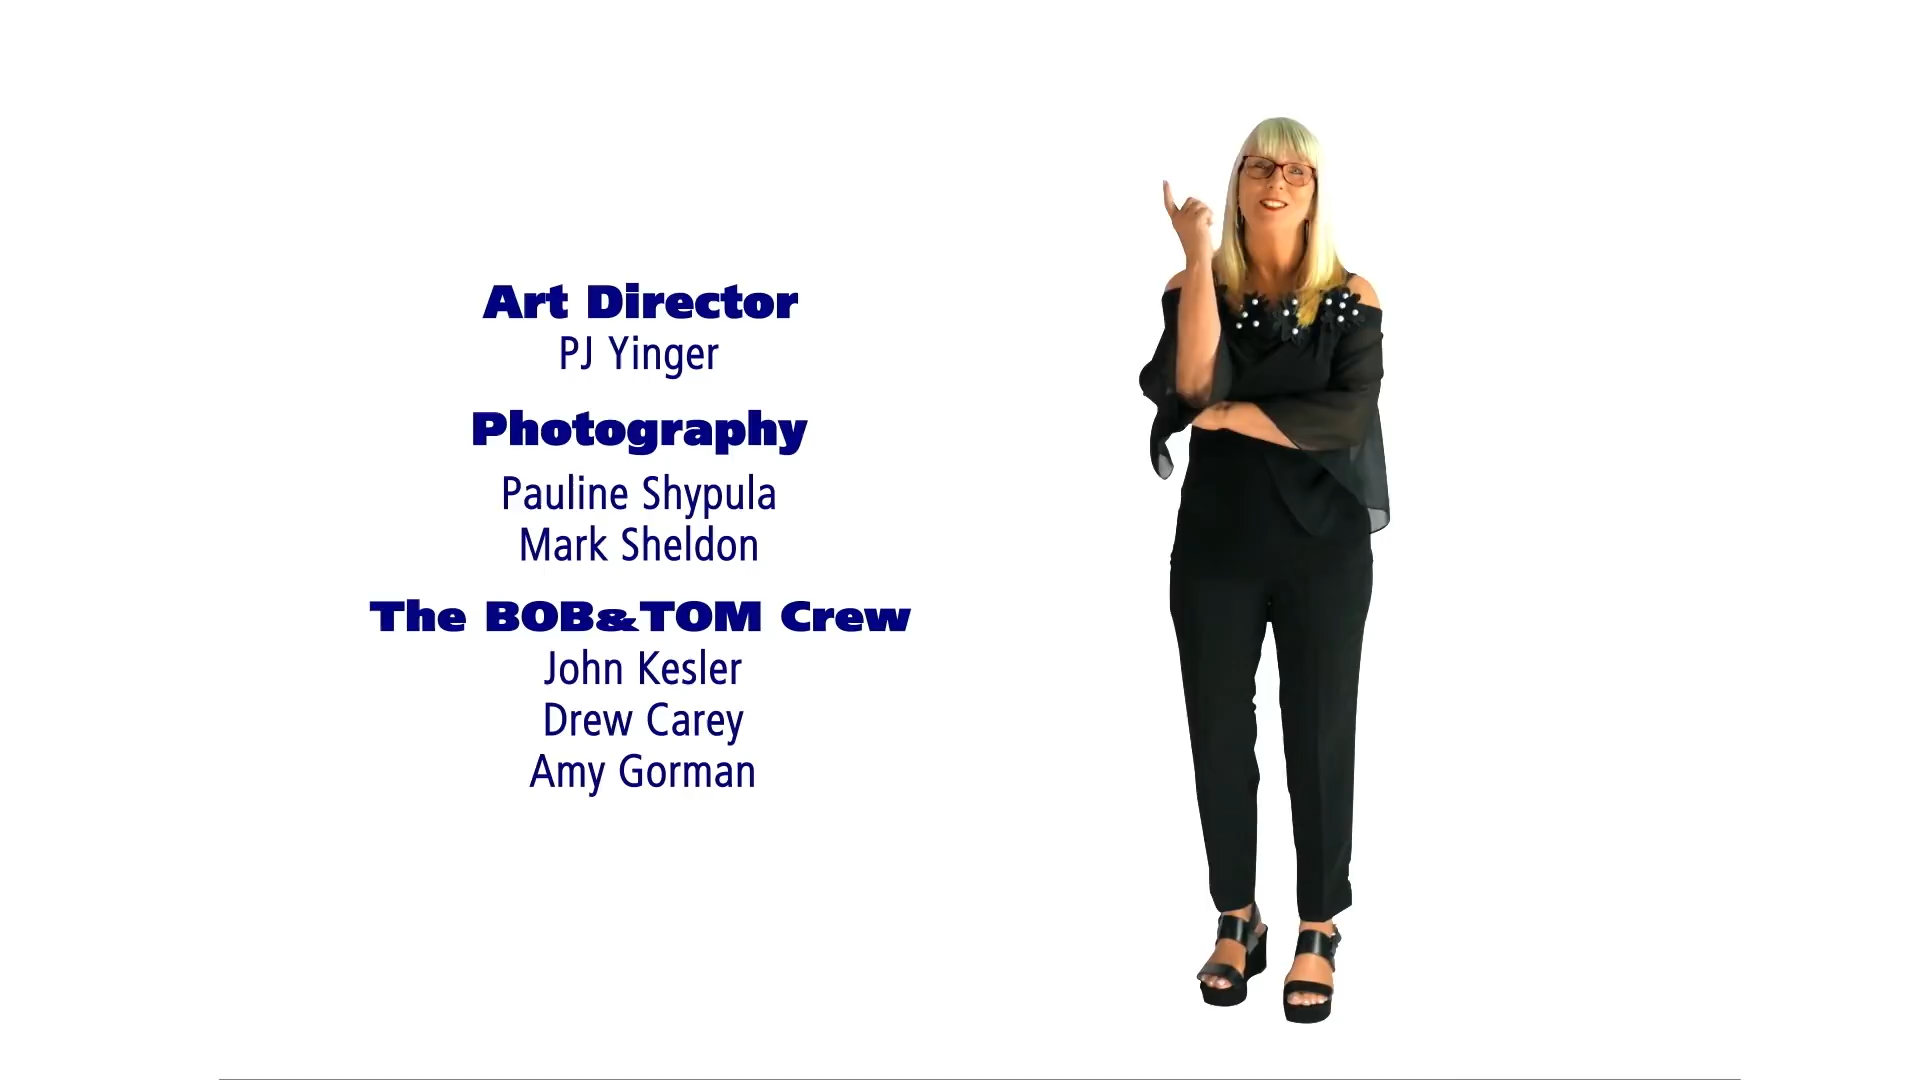 Art Director
PJ Yinger
Photography
Pauline Shypula
Mark Sheldon
The BOB&TOM Crew
John Kesler
Drew Carey
Amy Gorman